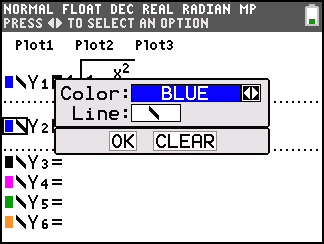 NORMAL FLOAT DEC REAL RADIAN MP
PRESS ◄► TO SELECT AN OPTION
Plot1 Plot2 Plot3
x²
\Y1=
Color: BLUE
Line: \
\Y2
OK CLEAR
\Y3=
\Y4=
\Y5=
\Y6=